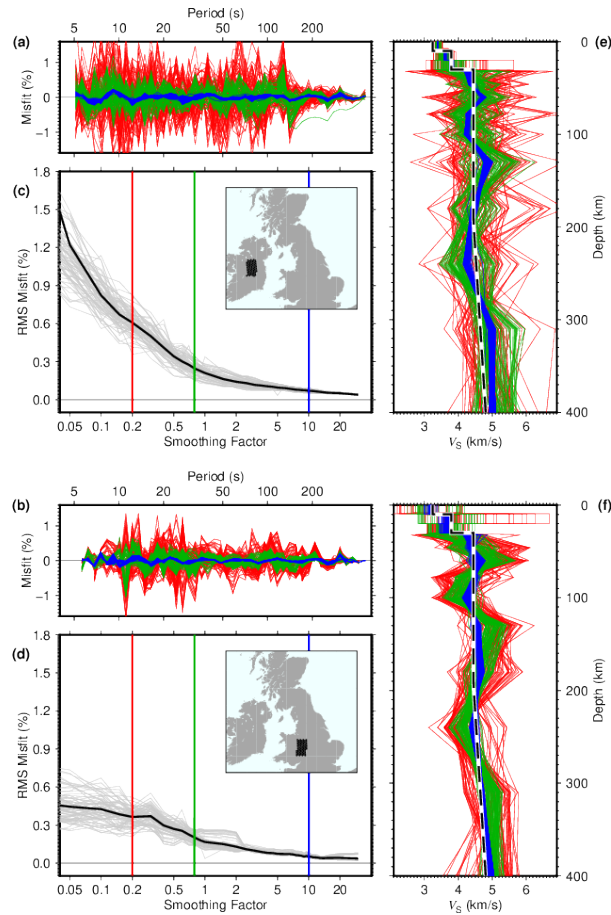 Period (s)
5 10 20 50 100 200
(a)
Misfit (%)
1
0
−1
(c)
RMS Misfit (%)
1.8
1.5
1.2
0.9
0.6
0.3
0.0
0.05 0.1 0.2 0.5 1 2 5 10 20
Smoothing Factor
(e)
0
100
200
300
400
Depth (km)
3 4 5 6
VS (km/s)
Period (s)
5 10 20 50 100 200
(b)
Misfit (%)
1
0
−1
(d)
RMS Misfit (%)
1.8
1.5
1.2
0.9
0.6
0.3
0.0
0.05 0.1 0.2 0.5 1 2 5 10 20
Smoothing Factor
(f)
0
100
200
300
400
Depth (km)
3 4 5 6
VS (km/s)